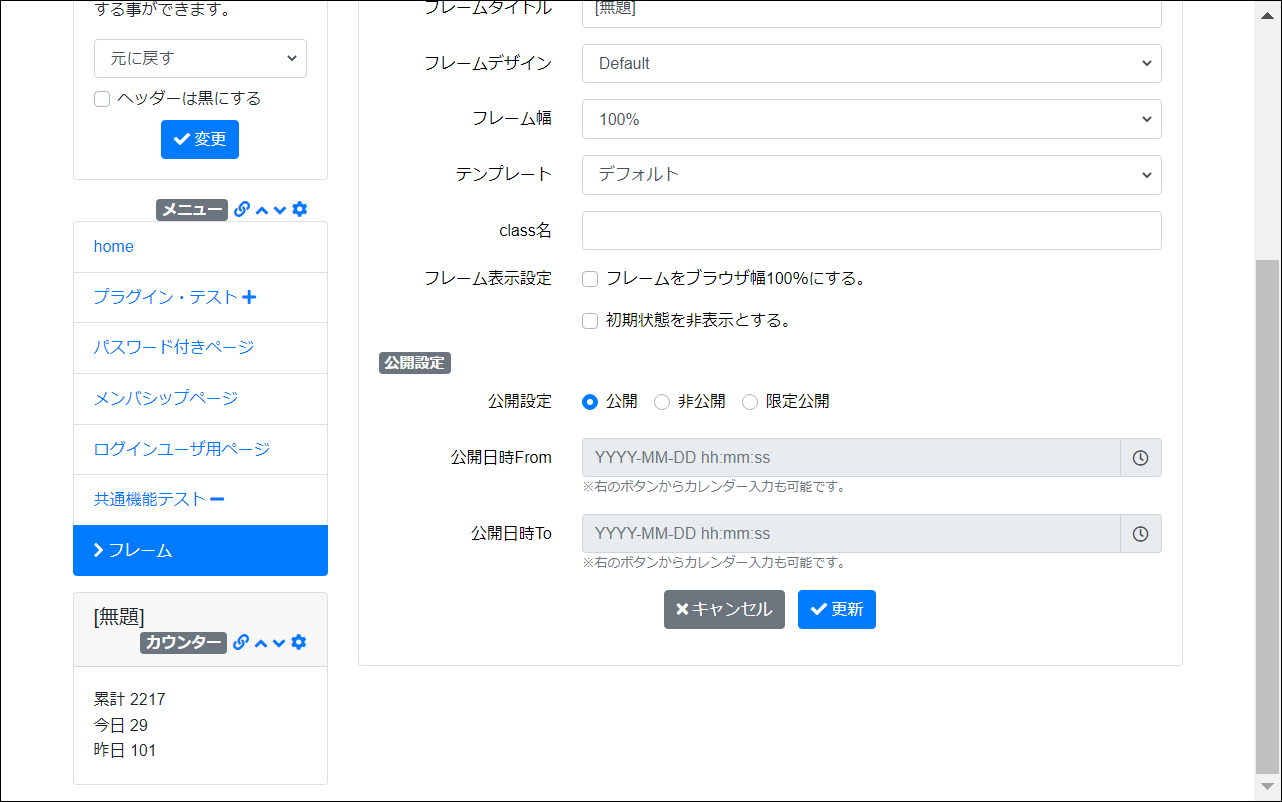 する事ができます。
元に戻す
ヘッダーは黒にする
変更
メニュー
home
プラグイン・テスト
パスワード付きページ
メンバシップページ
ログインユーザ用ページ
共通機能テスト
フレーム
[無題]
カウンター
累計 2217
今日 29
昨日 101
フレームタイトル [無題]
フレームデザイン Default
フレーム幅 100%
テンプレート デフォルト
class名
フレーム表示設定 フレームをブラウザ幅100%にする。
初期状態を非表示とする。
公開設定
公開設定 公開 非公開 限定公開
公開日時From YYYY-MM-DD hh:mm:ss
※右のボタンからカレンダー入力も可能です。
公開日時To YYYY-MM-DD hh:mm:ss
※右のボタンからカレンダー入力も可能です。
キャンセル 更新